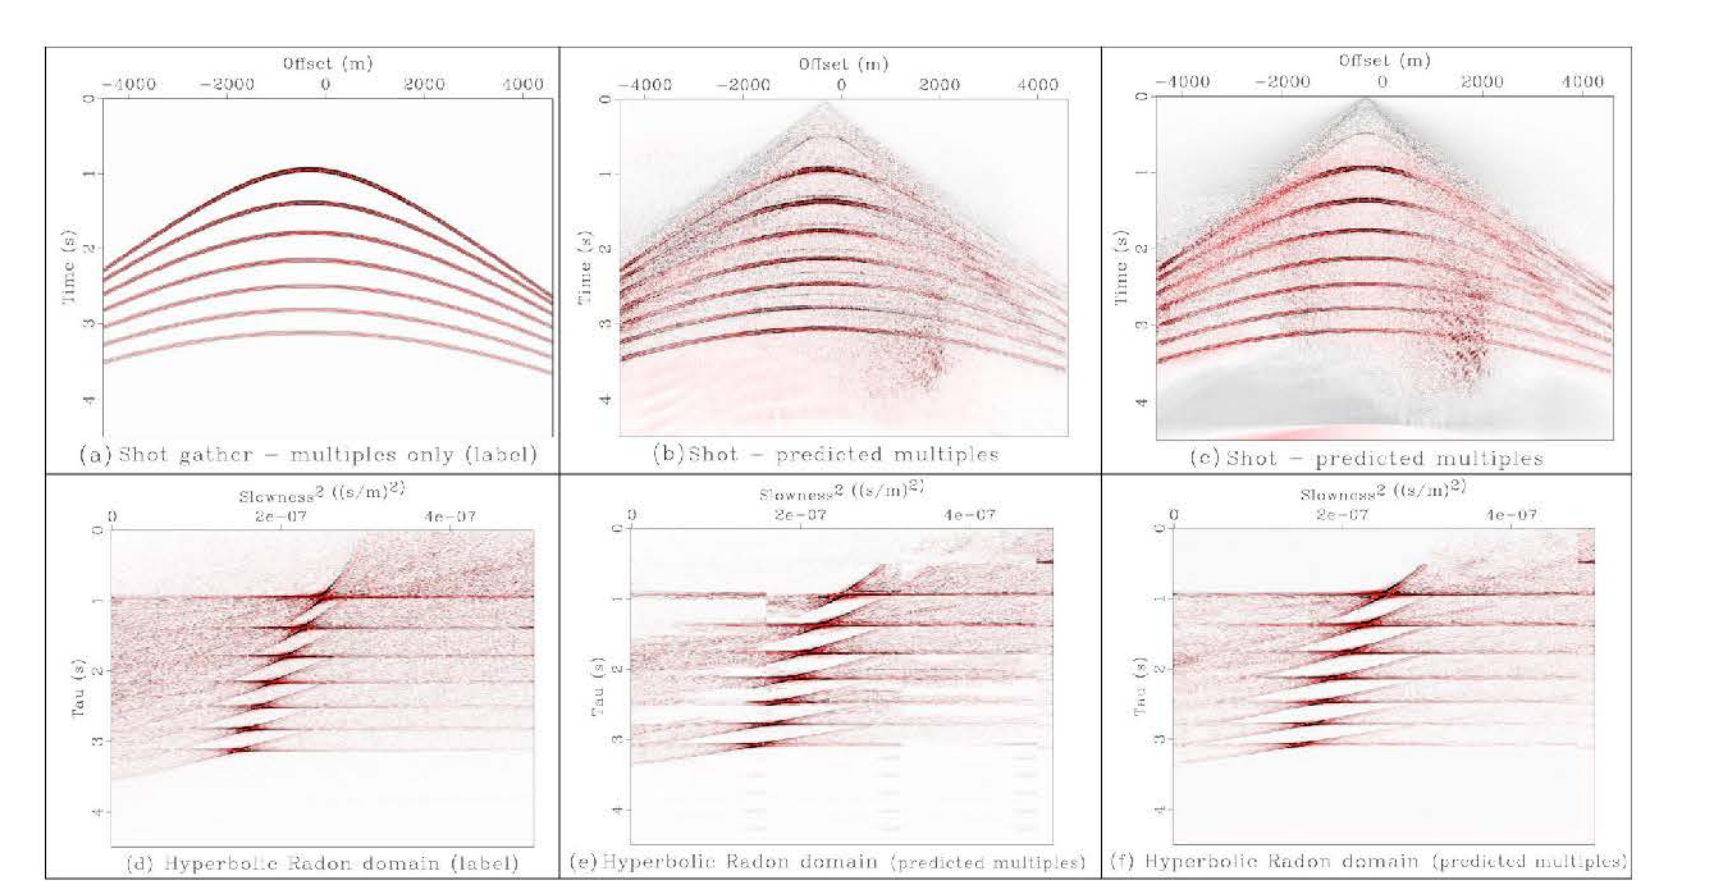 Offset (m)
−4000 −2000 0 2000 4000
0
1
2
3
4
Time (s)
(a) Shot gather − multiples only (label)
Offset (m)
−4000 −2000 0 2000 4000
0
1
2
3
4
Time (s)
(b) Shot − predicted multiples
Offset (m)
−4000 −2000 0 2000 4000
0
1
2
3
4
Time (s)
(c) Shot − predicted multiples
Slowness² ((s/m)²)
0 2e−07 4e−07
0
1
2
3
4
Tau (s)
(d) Hyperbolic Radon domain (label)
Slowness² ((s/m)²)
0 2e−07 4e−07
0
1
2
3
4
Tau (s)
(e) Hyperbolic Radon domain (predicted multiples)
Slowness² ((s/m)²)
0 2e−07 4e−07
0
1
2
3
4
Tau (s)
(f) Hyperbolic Radon domain (predicted multiples)